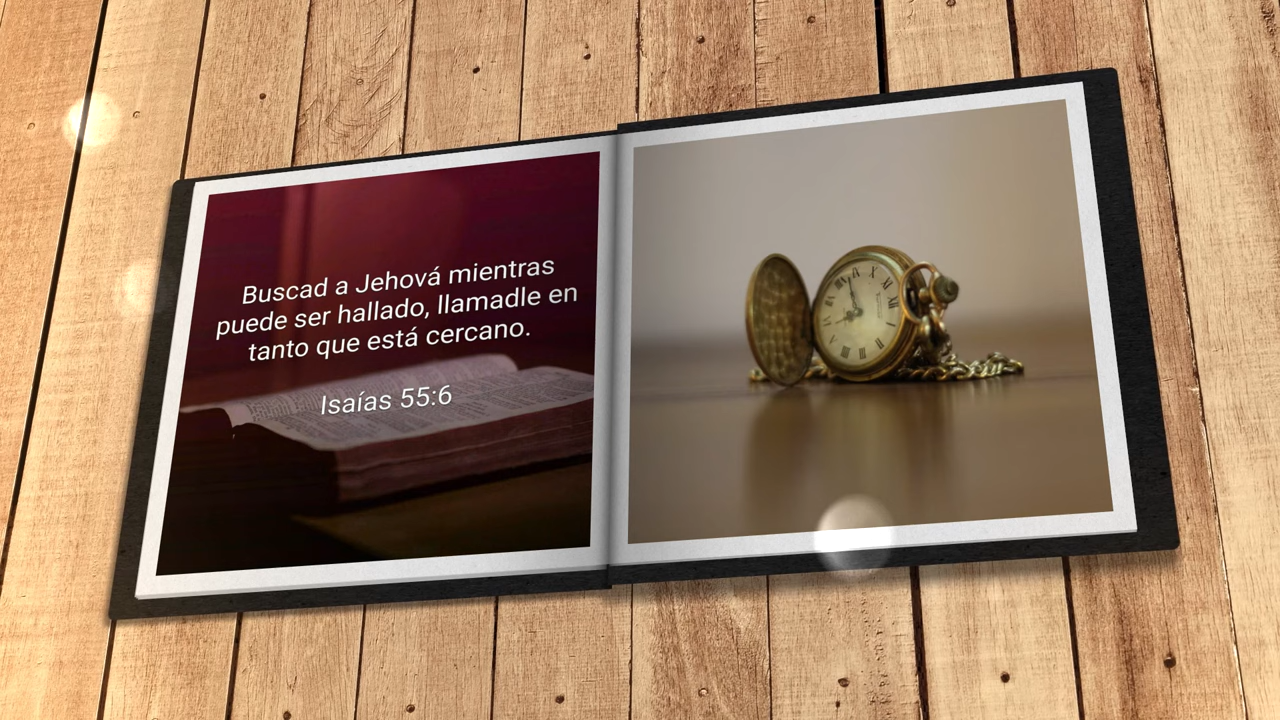 Buscad a Jehová mientras
puede ser hallado, llamadle en
tanto que está cercano.
Isaías 55:6